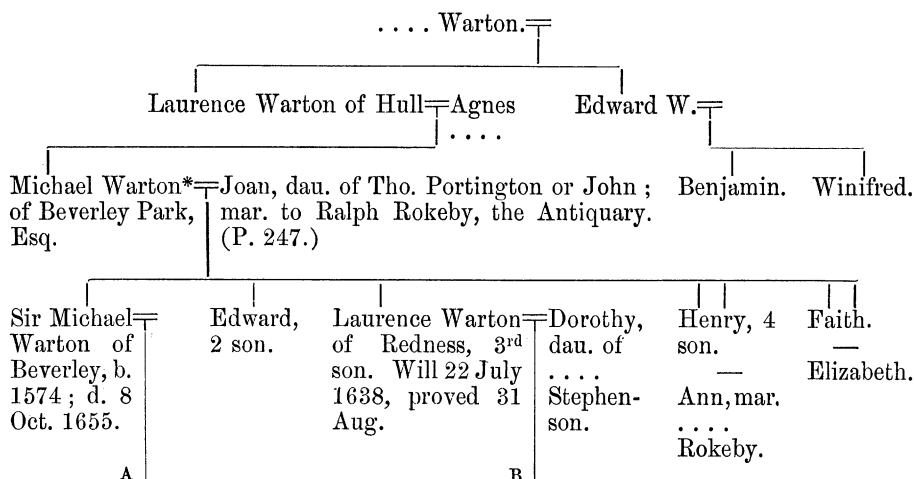 .... Warton.
Laurence Warton of Hull Agnes
....
Edward W.
Michael Warton*
of Beverley Park,
Esq.
Joan, dau. of Tho. Portington or John ;
mar. to Ralph Rokeby, the Antiquary.
(P. 247.)
Benjamin.
Winifred.
Sir Michael
Warton of
Beverley, b.
1574 ; d. 8
Oct. 1655.
Edward,
2 son.
Laurence Warton
of Redness, 3rd
son. Will 22 July
1638, proved 31
Aug.
Dorothy,
dau. of
....
Stephen-
son.
Henry, 4
son.
—
Ann, mar.
....
Rokeby.
Faith.
—
Elizabeth.
A
B